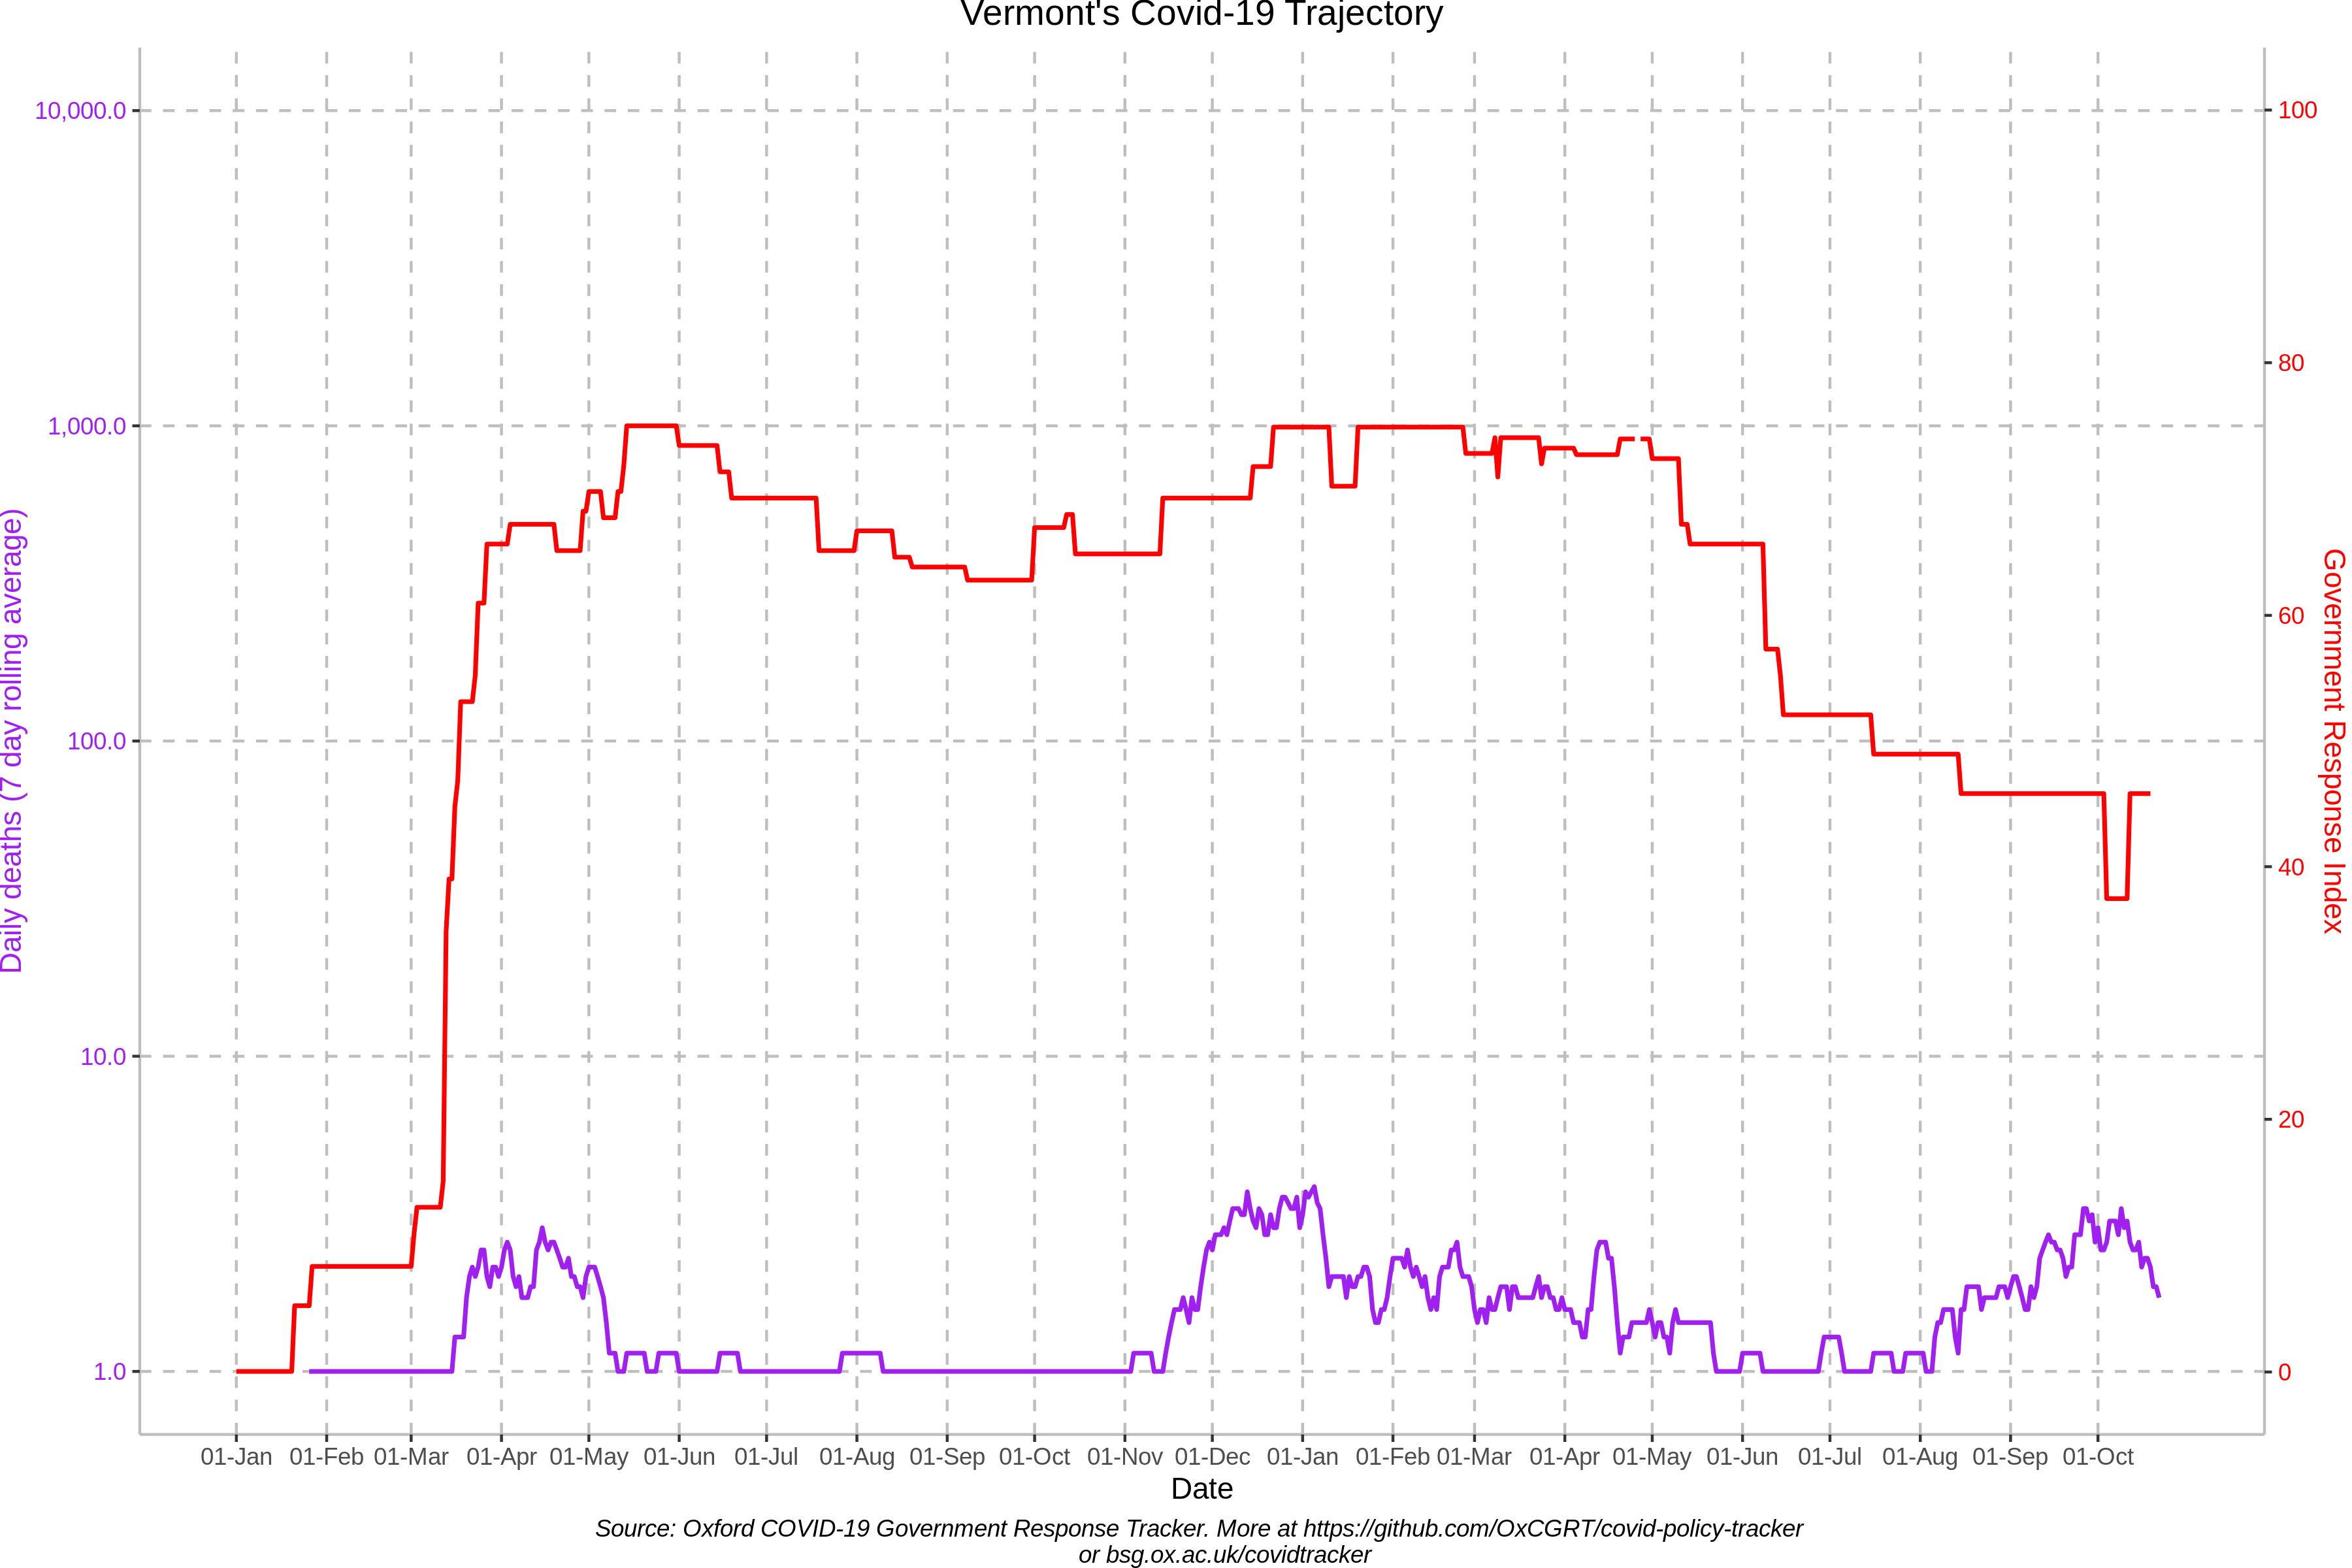 Vermont's Covid-19 Trajectory
10,000.0
1,000.0
100.0
10.0
1.0
Daily deaths (7 day rolling average)
100
80
60
40
20
0
Government Response Index
01-Jan 01-Feb 01-Mar 01-Apr 01-May 01-Jun 01-Jul 01-Aug 01-Sep 01-Oct 01-Nov 01-Dec 01-Jan 01-Feb 01-Mar 01-Apr 01-May 01-Jun 01-Jul 01-Aug 01-Sep 01-Oct
Date
Source: Oxford COVID-19 Government Response Tracker. More at https://github.com/OxCGRT/covid-policy-tracker
or bsg.ox.ac.uk/covidtracker